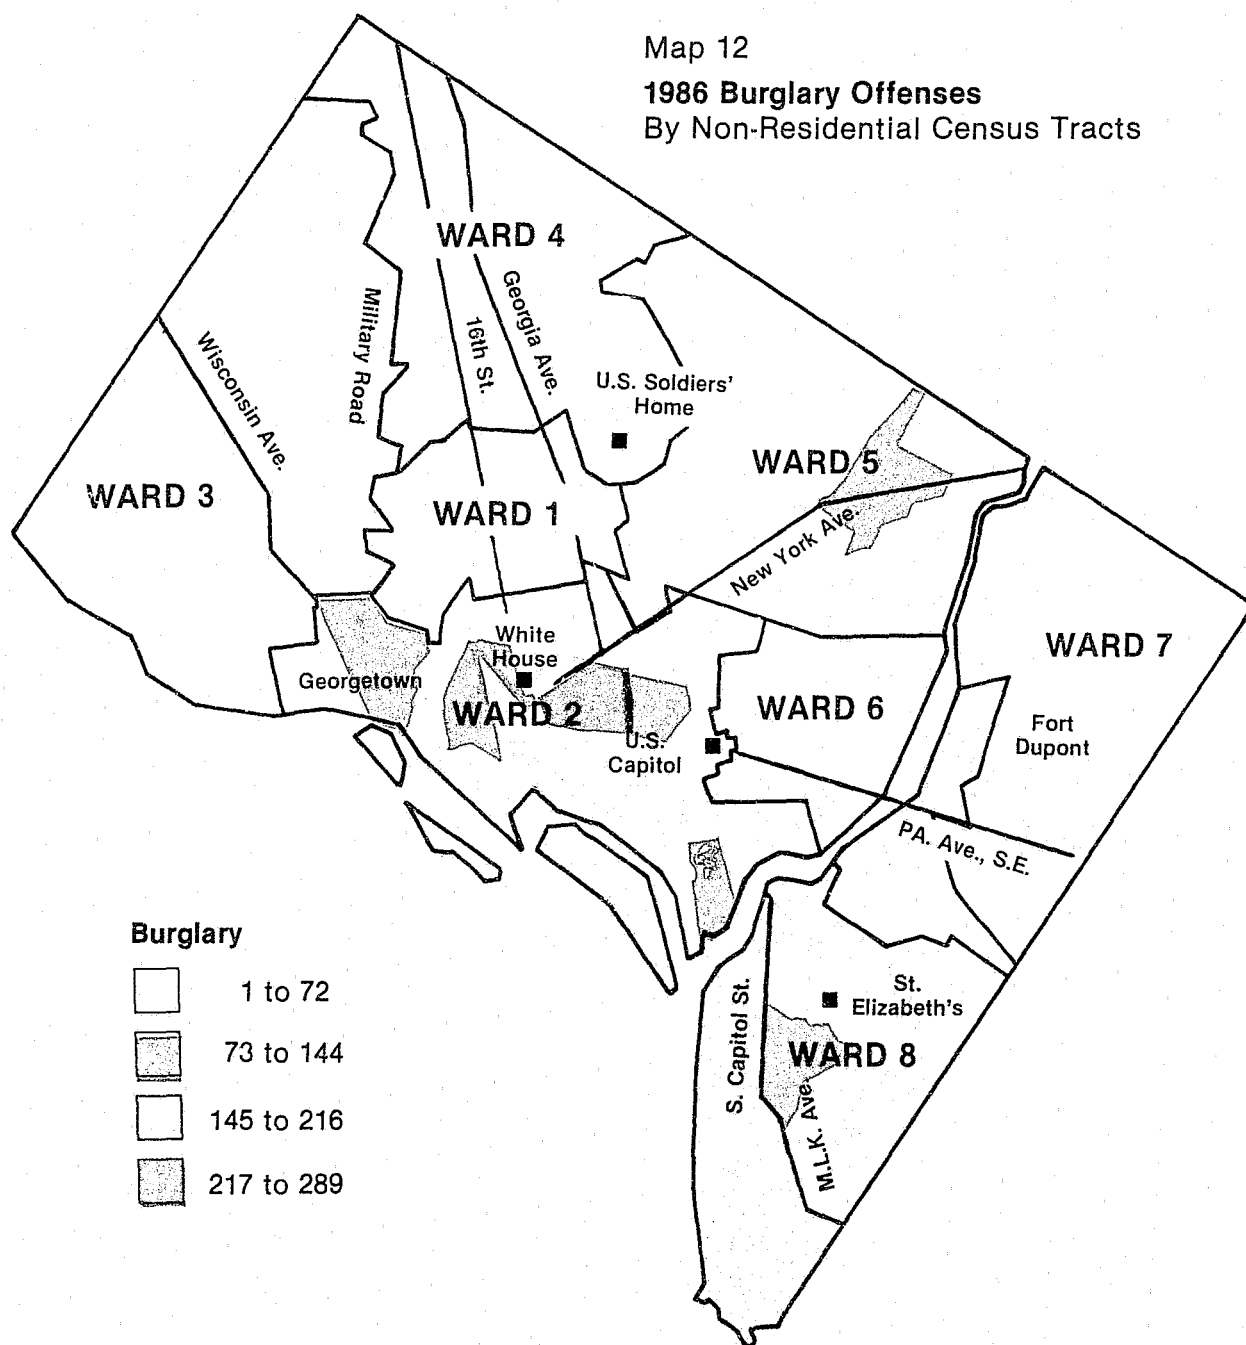 Map 12
1986 Burglary Offenses
By Non-Residential Census Tracts
WARD 4
Georgia Ave.
16th St.
Military Road
Wisconsin Ave.
U.S. Soldiers'
Home
WARD 5
WARD 3
WARD 1
New York Ave.
White
House
WARD 7
Georgetown
WARD 2
WARD 6
U.S.
Capitol
Fort
Dupont
PA. Ave., S.E.
St.
Elizabeth's
S. Capitol St.
WARD 8
M.L.K. Ave.
Burglary
1 to 72
73 to 144
145 to 216
217 to 289